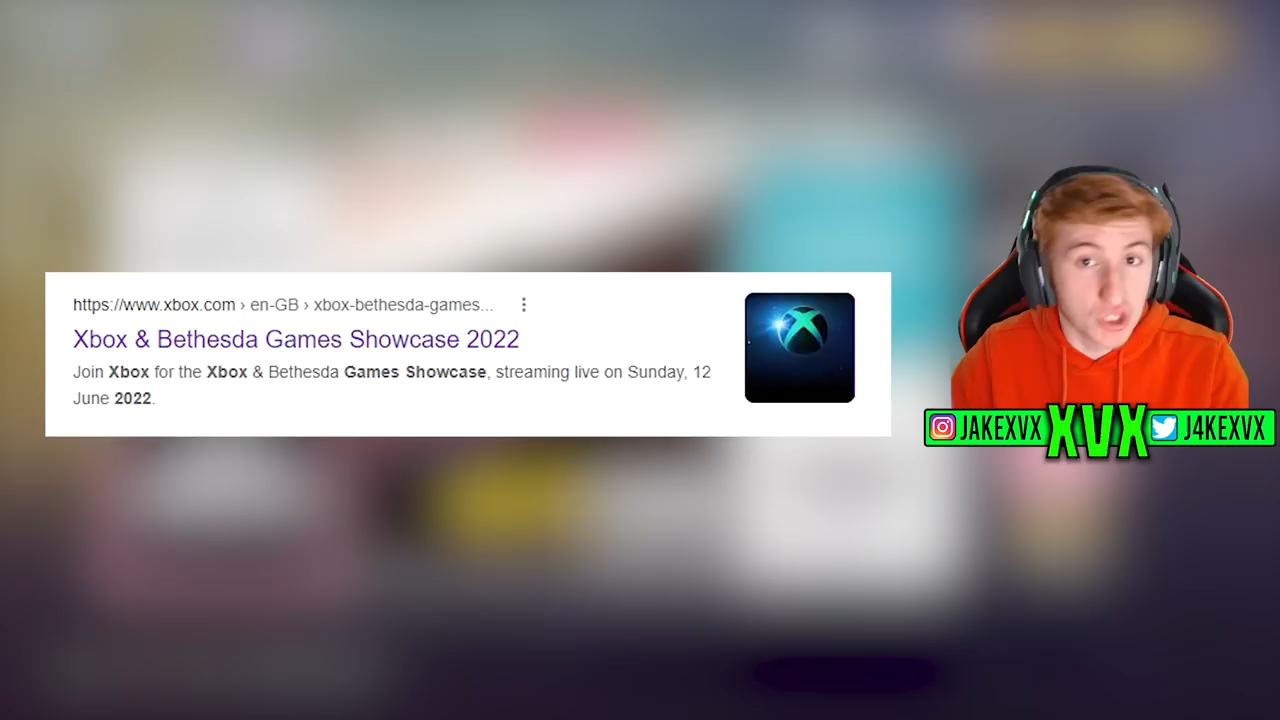 https://www.xbox.com › en-GB › xbox-bethesda-games...
Xbox & Bethesda Games Showcase 2022
Join Xbox for the Xbox & Bethesda Games Showcase, streaming live on Sunday, 12
June 2022.
JAKEXVX XVX J4KEXVX